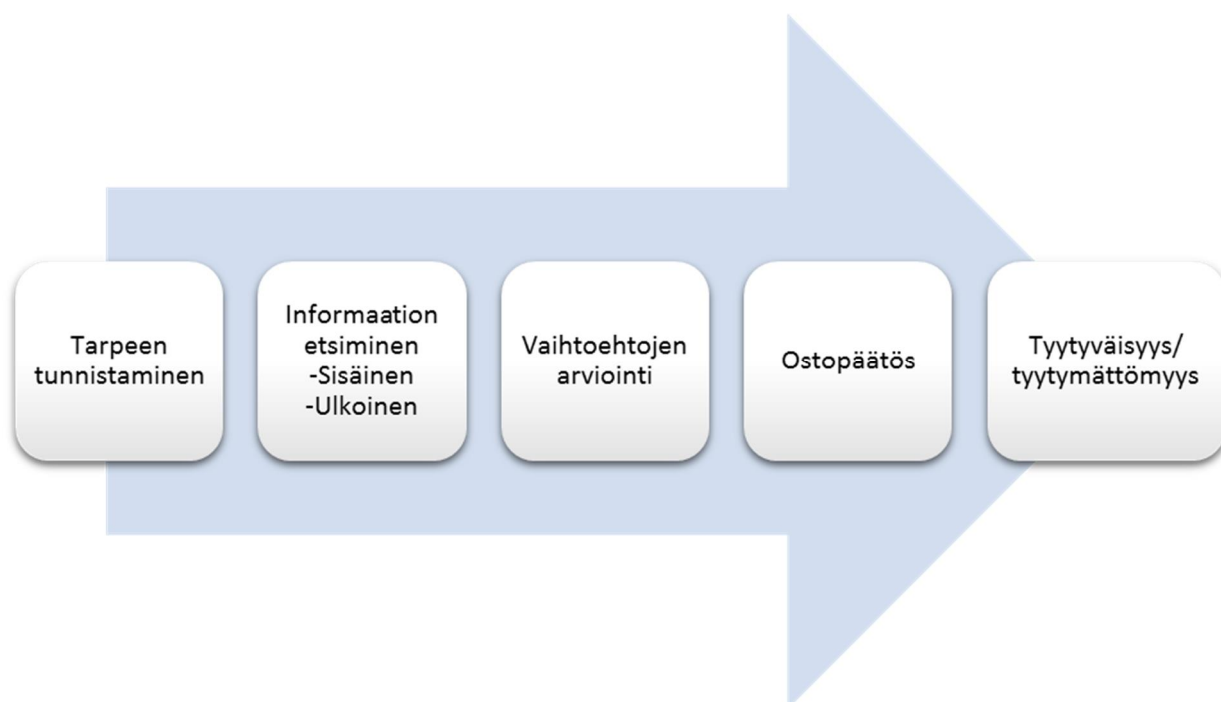 Tarpeen
tunnistaminen
Informaation
etsiminen
-Sisäinen
-Ulkoinen
Vaihtoehtojen
arviointi
Ostopäätös
Tyytyväisyys/
tyytymättömyys